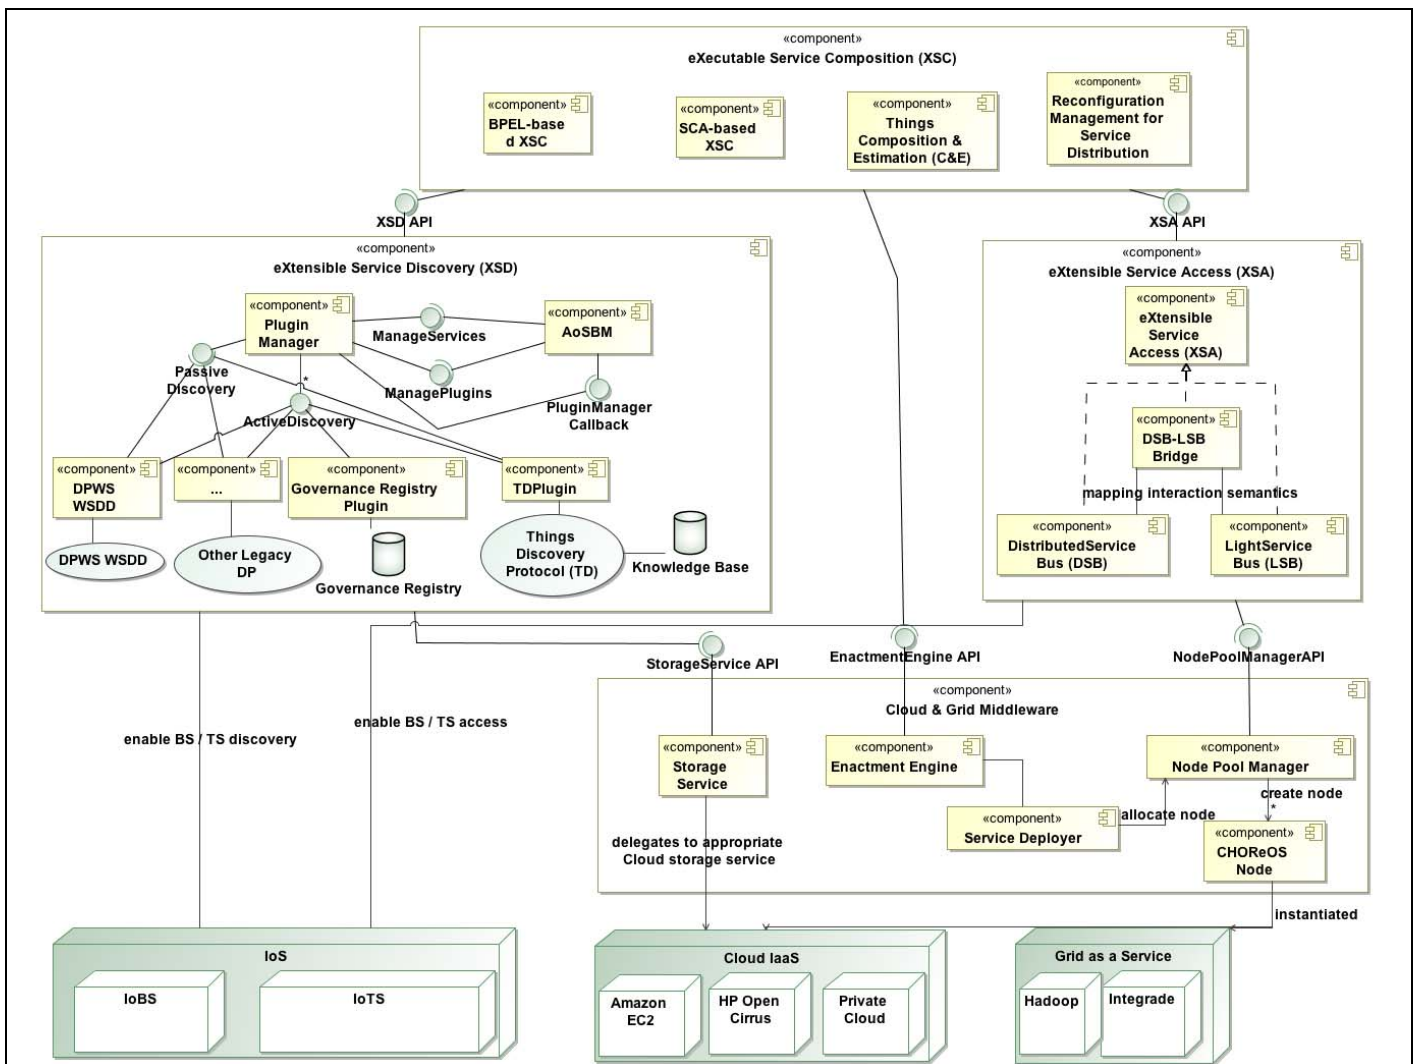 «component»
eXecutable Service Composition (XSC)
«component»
BPEL-base
d XSC
«component»
SCA-based
XSC
«component»
Things
Composition &
Estimation (C&E)
«component»
Reconfiguration
Management for
Service
Distribution
XSD API
XSA API
«component»
eXtensible Service Discovery (XSD)
«component»
Plugin
Manager
ManageServices
«component»
AoSBM
Passive
Discovery
*
ManagePlugins
PluginManager
Callback
ActiveDiscovery
«component»
DPWS
WSDD
«component»
...
«component»
Governance Registry
Plugin
«component»
TDPlugin
DPWS WSDD
Other Legacy
DP
Governance Registry
Things
Discovery
Protocol (TD)
Knowledge Base
«component»
eXtensible Service Access (XSA)
«component»
eXtensible
Service
Access (XSA)
«component»
DSB-LSB
Bridge
mapping interaction semantics
«component»
DistributedService
Bus (DSB)
«component»
LightService
Bus (LSB)
StorageService API
EnactmentEngine API
NodePoolManagerAPI
enable BS / TS discovery
enable BS / TS access
«component»
Cloud & Grid Middleware
«component»
Storage
Service
«component»
Enactment Engine
«component»
Node Pool Manager
create node
*
«component»
Service Deployer
allocate node
«component»
CHOReOS
Node
delegates to appropriate
Cloud storage service
instantiated
IoS
IoBS
IoTS
Cloud IaaS
Amazon
EC2
HP Open
Cirrus
Private
Cloud
Grid as a Service
Hadoop
Integrade